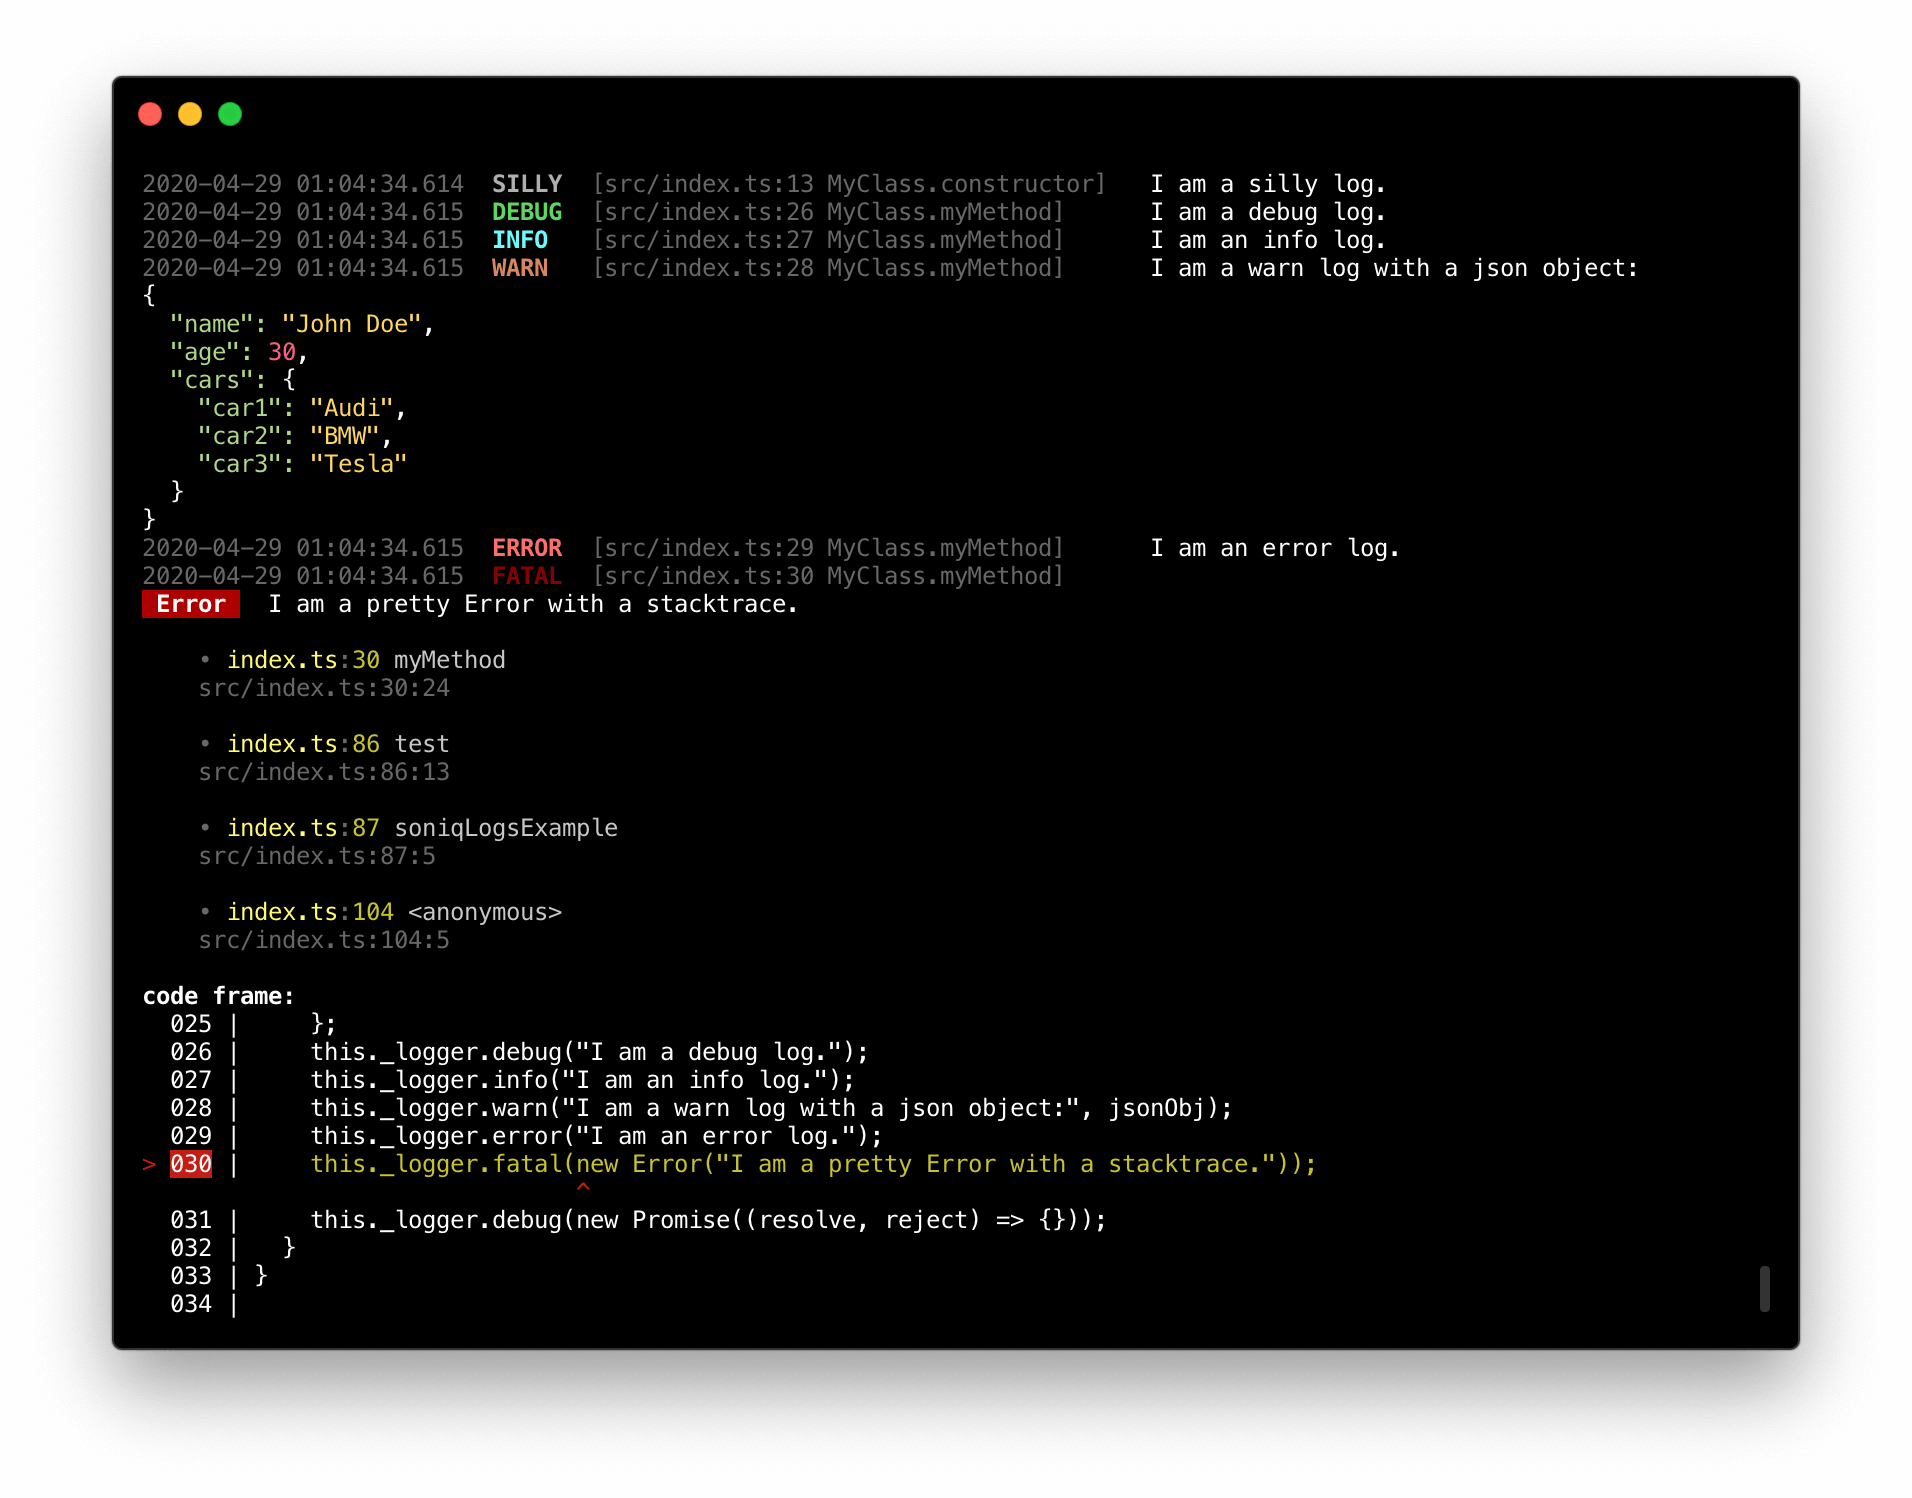 2020-04-29 01:04:34.614  SILLY  [src/index.ts:13 MyClass.constructor]   I am a silly log.
2020-04-29 01:04:34.615  DEBUG  [src/index.ts:26 MyClass.myMethod]      I am a debug log.
2020-04-29 01:04:34.615  INFO   [src/index.ts:27 MyClass.myMethod]      I am an info log.
2020-04-29 01:04:34.615  WARN   [src/index.ts:28 MyClass.myMethod]      I am a warn log with a json object:
{
  "name": "John Doe",
  "age": 30,
  "cars": {
    "car1": "Audi",
    "car2": "BMW",
    "car3": "Tesla"
  }
}
2020-04-29 01:04:34.615  ERROR  [src/index.ts:29 MyClass.myMethod]      I am an error log.
2020-04-29 01:04:34.615  FATAL  [src/index.ts:30 MyClass.myMethod]
 Error   I am a pretty Error with a stacktrace.

    • index.ts:30 myMethod
    src/index.ts:30:24

    • index.ts:86 test
    src/index.ts:86:13

    • index.ts:87 soniqLogsExample
    src/index.ts:87:5

    • index.ts:104 <anonymous>
    src/index.ts:104:5

code frame:
  025 |     };
  026 |     this._logger.debug("I am a debug log.");
  027 |     this._logger.info("I am an info log.");
  028 |     this._logger.warn("I am a warn log with a json object:", jsonObj);
  029 |     this._logger.error("I am an error log.");
> 030 |     this._logger.fatal(new Error("I am a pretty Error with a stacktrace."));
                               ^
  031 |     this._logger.debug(new Promise((resolve, reject) => {}));
  032 |   }
  033 | }
  034 |